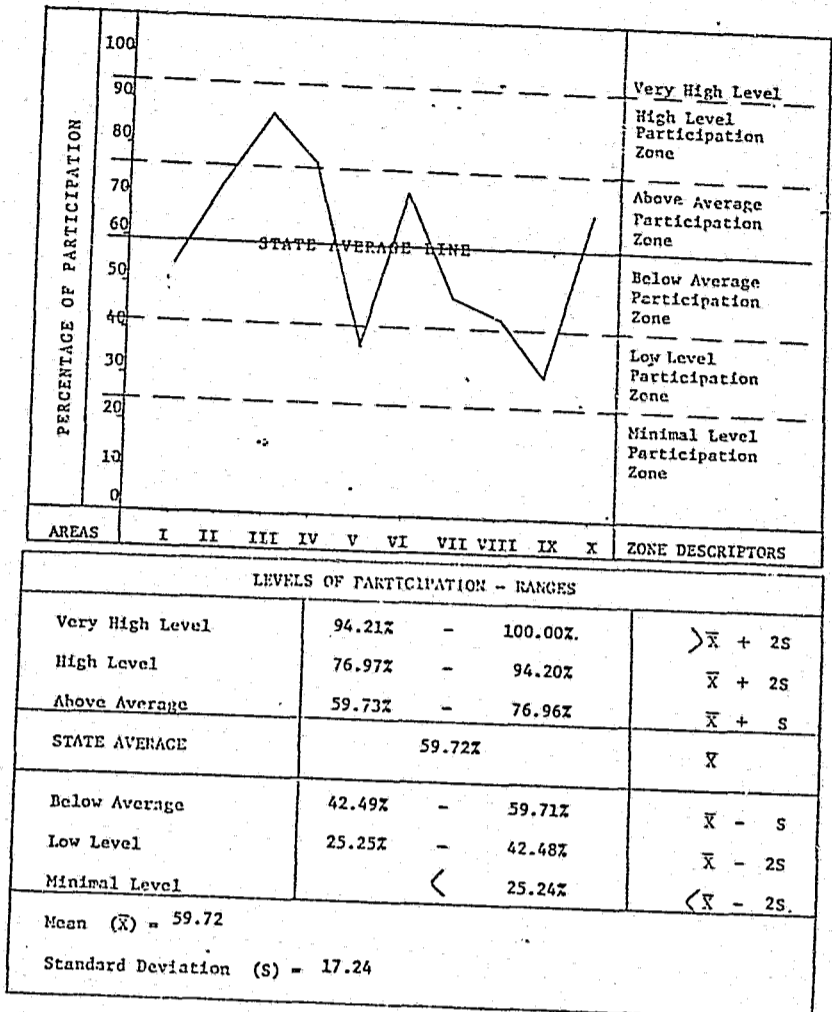 PERCENTAGE OF PARTICIPATION
100
90
80
70
60
50
40
30
20
10
0
STATE AVERAGE LINE
Very High Level
High Level
Participation
Zone
Above Average
Participation
Zone
Below Average
Participation
Zone
Low Level
Participation
Zone
Minimal Level
Participation
Zone
AREAS I II III IV V VI VII VIII IX X ZONE DESCRIPTORS
LEVELS OF PARTICIPATION - RANGES
Very High Level 94.21% - 100.00%. >X̄ + 2S
High Level 76.97% - 94.20% X̄ + 2S
Above Average 59.73% - 76.96% X̄ + S
STATE AVERAGE 59.72% X̄
Below Average 42.49% - 59.71% X̄ - S
Low Level 25.25% - 42.48% X̄ - 2S
Minimal Level < 25.24% <X̄ - 2S.
Mean (X̄) = 59.72
Standard Deviation (S) = 17.24